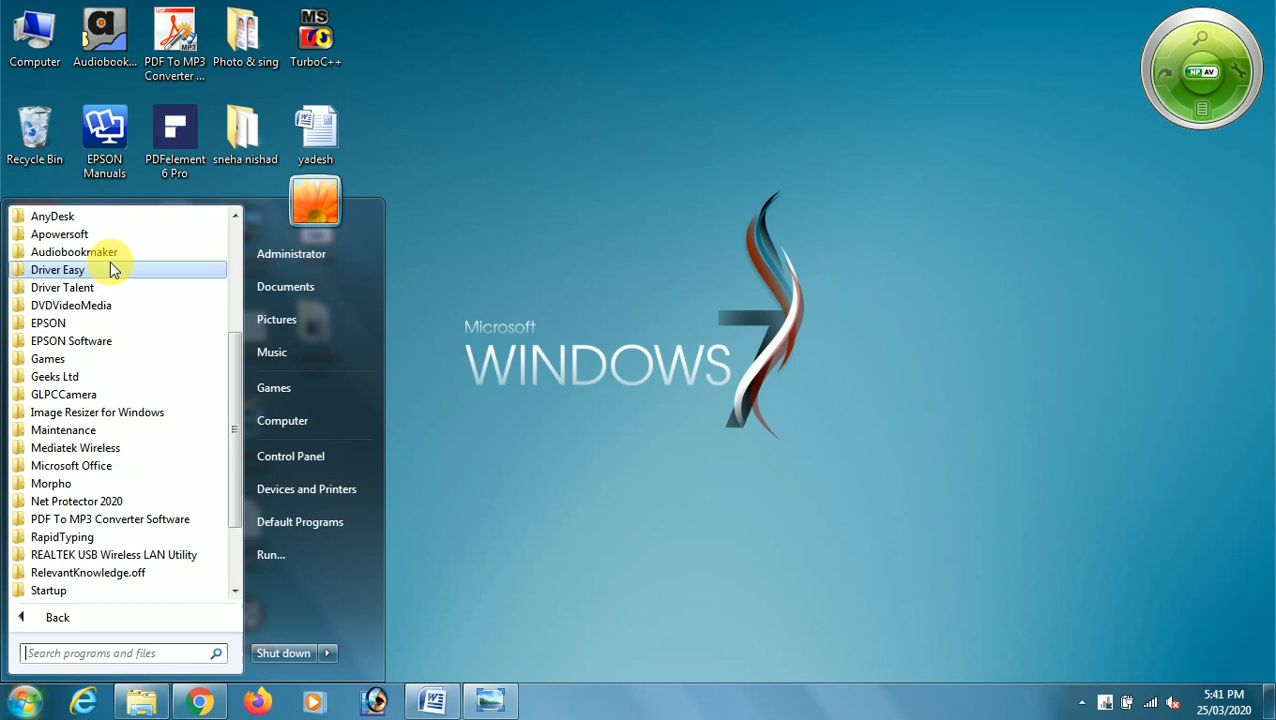 Computer
Audiobook...
PDF To MP3
Converter ...
Photo & sing
MS
TurboC++
Recycle Bin
EPSON
Manuals
PDFelement
6 Pro
sneha nishad
yadesh
NP AV
AnyDesk
Apowersoft
Audiobookmaker
Driver Easy
Driver Talent
DVDVideoMedia
EPSON
EPSON Software
Games
Geeks Ltd
GLPCCamera
Image Resizer for Windows
Maintenance
Mediatek Wireless
Microsoft Office
Morpho
Net Protector 2020
PDF To MP3 Converter Software
RapidTyping
REALTEK USB Wireless LAN Utility
RelevantKnowledge.off
Startup
Back
Search programs and files
Administrator
Documents
Pictures
Music
Games
Computer
Control Panel
Devices and Printers
Default Programs
Run...
Shut down
Microsoft
WINDOWS 7
5:41 PM
25/03/2020